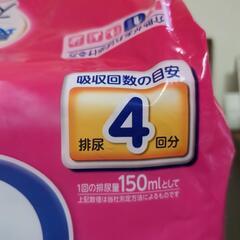 吸収回数の目安
排尿4回分
1回の排尿量150mlとして
上記数値は当社測定方法によるもの